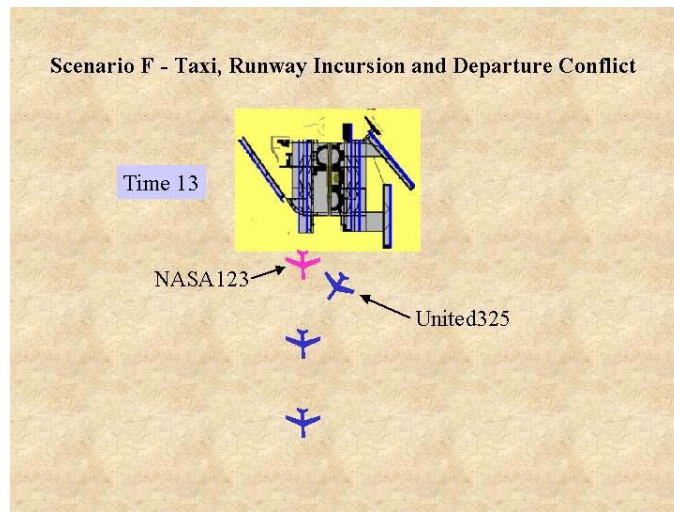 Scenario F - Taxi, Runway Incursion and Departure Conflict
Time 13
NASA123
United325